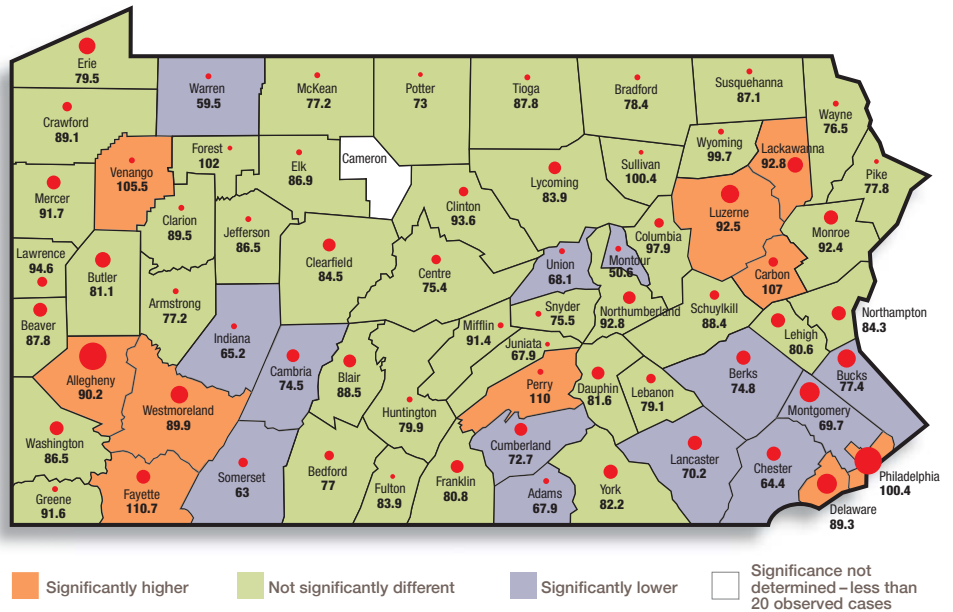 Erie
79.5
Warren
59.5
McKean
77.2
Potter
73
Tioga
87.8
Bradford
78.4
Susquehanna
87.1
Wayne
76.5
Crawford
89.1
Venango
105.5
Forest
102
Elk
86.9
Cameron
Lycoming
83.9
Sullivan
100.4
Wyoming
99.7
Lackawanna
92.8
Pike
77.8
Mercer
91.7
Clarion
89.5
Jefferson
86.5
Clinton
93.6
Luzerne
92.5
Columbia
97.9
Monroe
92.4
Lawrence
94.6
Butler
81.1
Clearfield
84.5
Centre
75.4
Union
68.1
Montour
50.6
Carbon
107
Armstrong
77.2
Beaver
87.8
Snyder
75.5
Northumberland
92.8
Schuylkill
88.4
Northampton
84.3
Indiana
65.2
Mifflin
91.4
Juniata
67.9
Lehigh
80.6
Allegheny
90.2
Cambria
74.5
Blair
88.5
Perry
110
Dauphin
81.6
Lebanon
79.1
Berks
74.8
Bucks
77.4
Westmoreland
89.9
Huntington
79.9
Montgomery
69.7
Washington
86.5
Cumberland
72.7
Lancaster
70.2
Chester
64.4
Philadelphia
100.4
Greene
91.6
Fayette
110.7
Somerset
63
Bedford
77
Fulton
83.9
Franklin
80.8
Adams
67.9
York
82.2
Delaware
89.3
Significantly higher
Not significantly different
Significantly lower
Significance not
determined – less than
20 observed cases